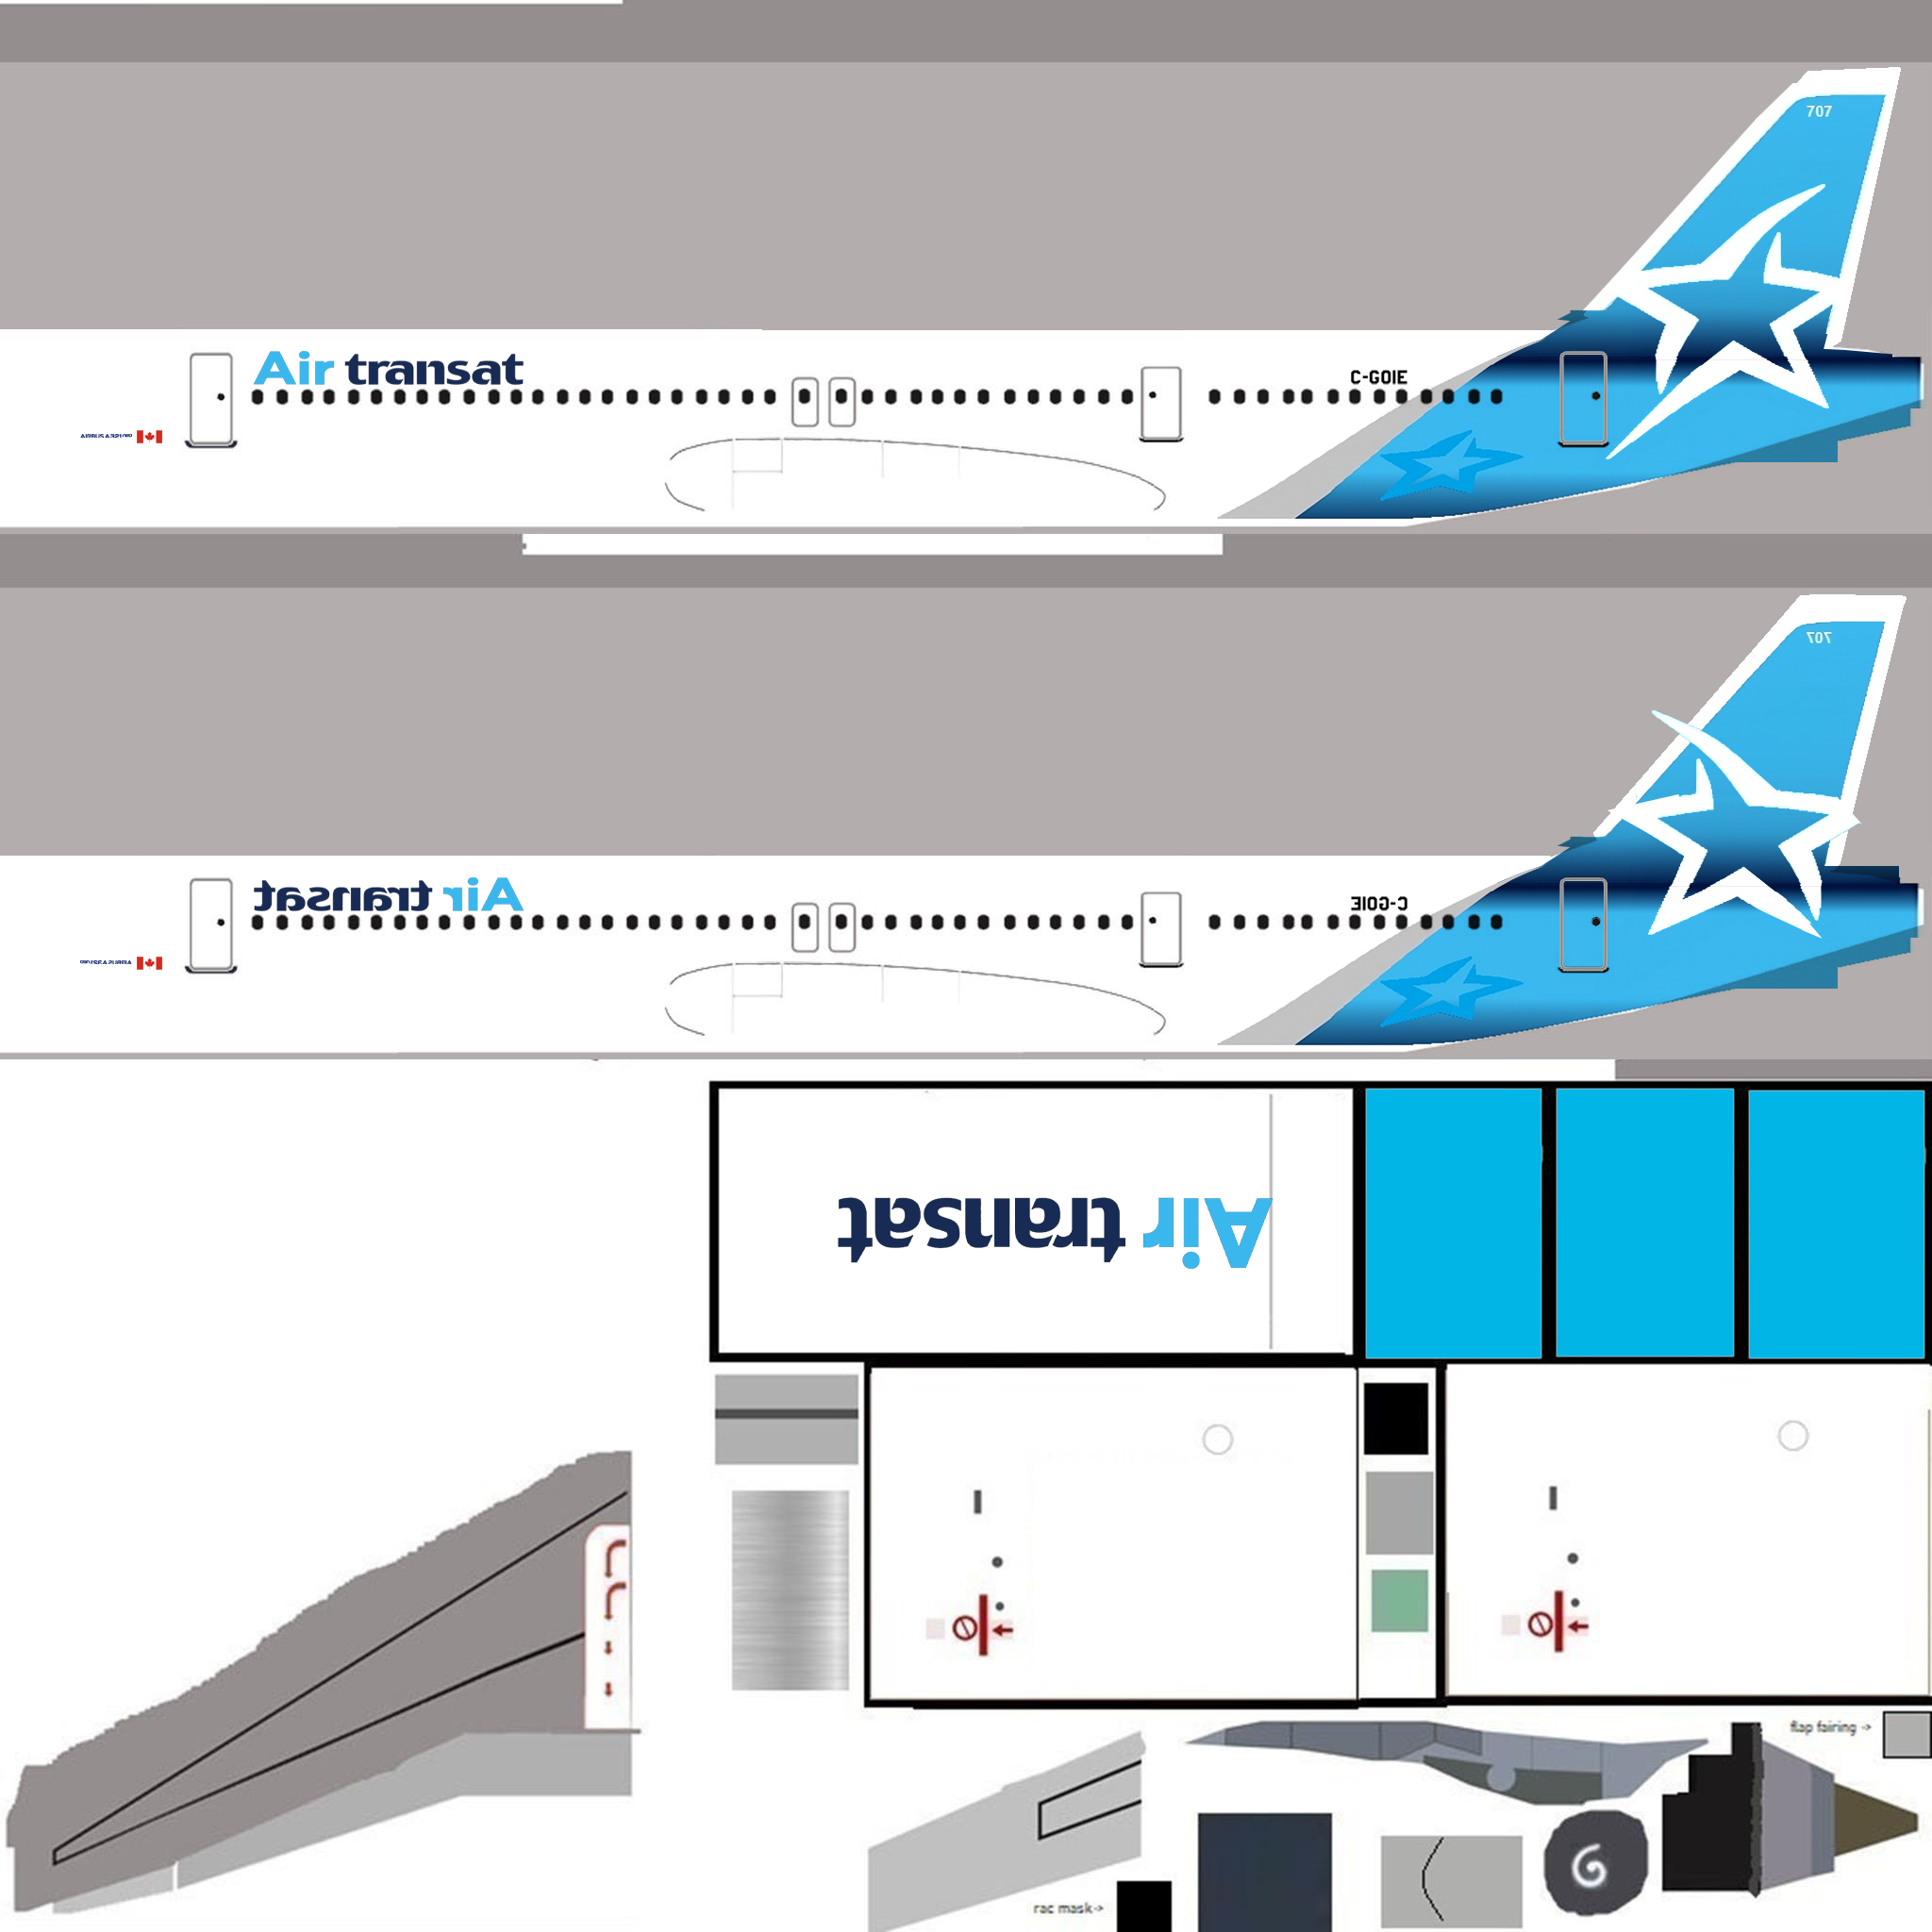 707
Air transat
C-GOIE
707
Air transat
C-GOIE
Air transat
flap fairing ->
rac mask->